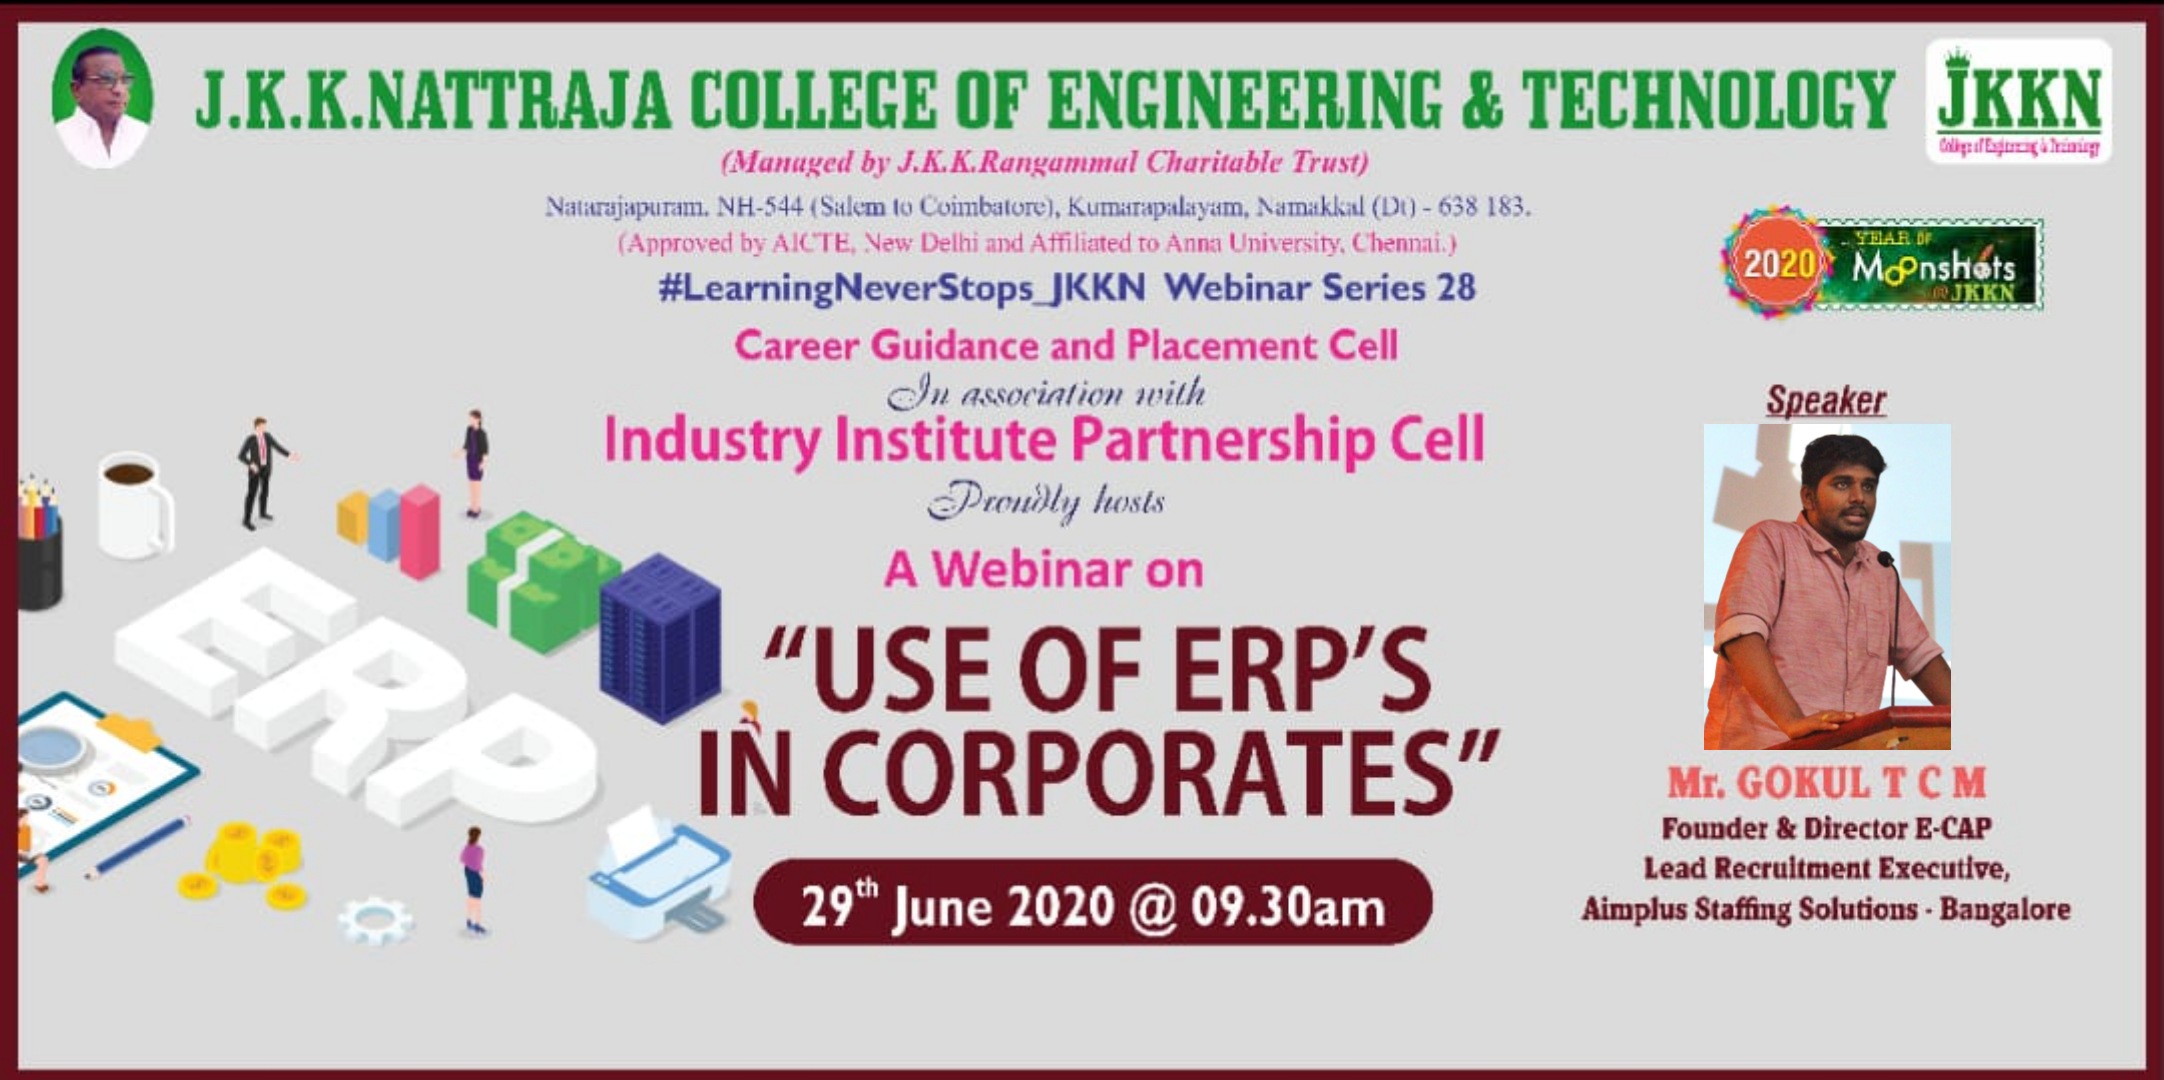 J.K.K.NATTRAJA COLLEGE OF ENGINEERING & TECHNOLOGY
JKKN
College of Engineering & Technology
(Managed by J.K.K.Rangammal Charitable Trust)
Natarajapuram, NH-544 (Salem to Coimbatore), Kumarapalayam, Namakkal (Dt) - 638 183.
(Approved by AICTE, New Delhi and Affiliated to Anna University, Chennai.)
#LearningNeverStops_JKKN Webinar Series 28
2020
YEAR OF
Moonshots
@JKKN
Career Guidance and Placement Cell
In association with
Industry Institute Partnership Cell
Proudly hosts
A Webinar on
"USE OF ERP'S
IN CORPORATES"
29th June 2020 @ 09.30am
ERP
Speaker
Mr. GOKUL T C M
Founder & Director E-CAP
Lead Recruitment Executive,
Aimplus Staffing Solutions - Bangalore